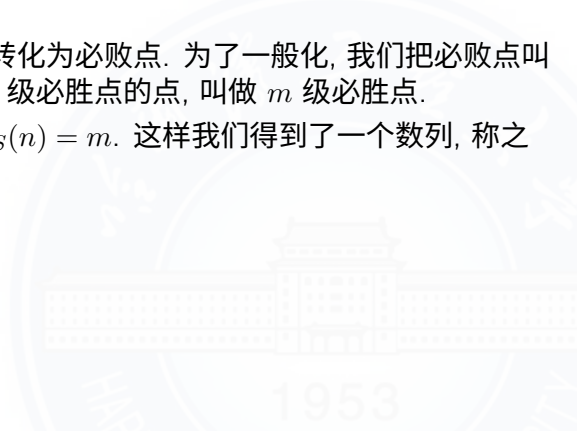 转化为必败点. 为了一般化, 我们把必败点叫
级必胜点的点, 叫做 m 级必胜点.
S(n) = m. 这样我们得到了一个数列, 称之
1953